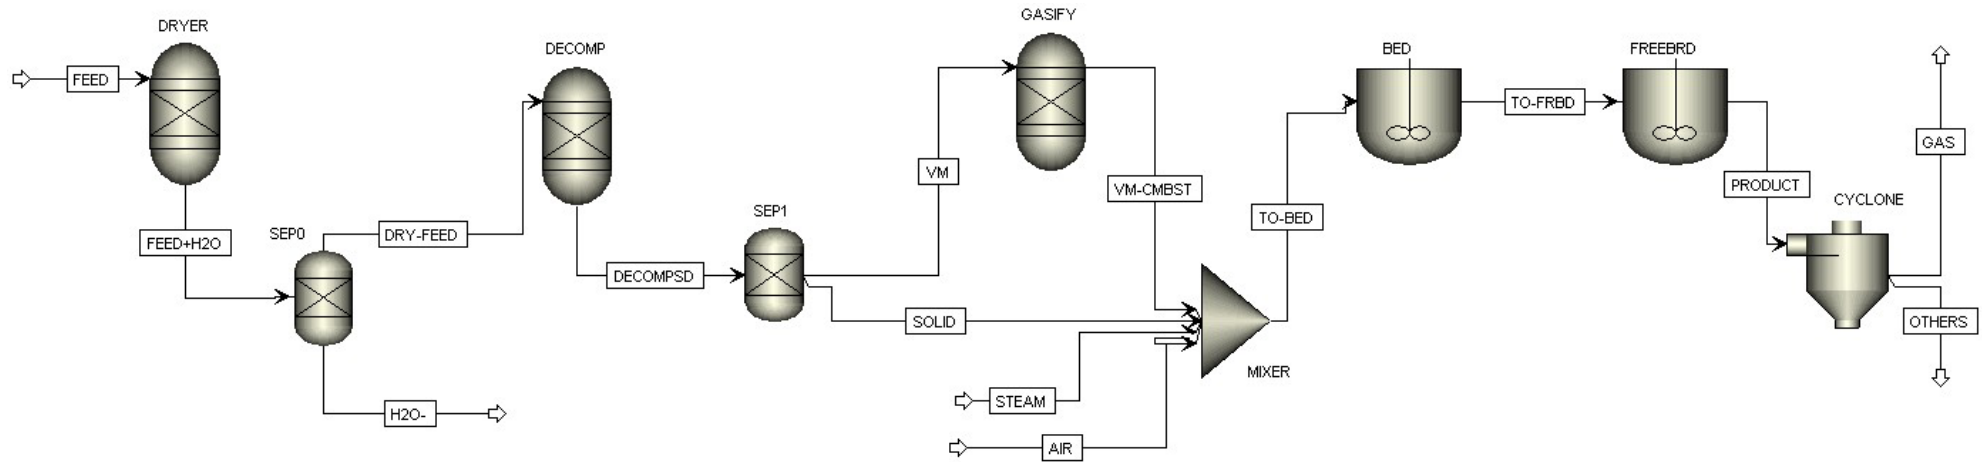 DRYER
FEED
FEED+H2O
SEP0
DRY-FEED
H2O-
DECOMP
DECOMPSD
SEP1
VM
SOLID
GASIFY
VM-CMBST
STEAM
AIR
MIXER
TO-BED
BED
TO-FRBD
FREEBRD
PRODUCT
CYCLONE
GAS
OTHERS